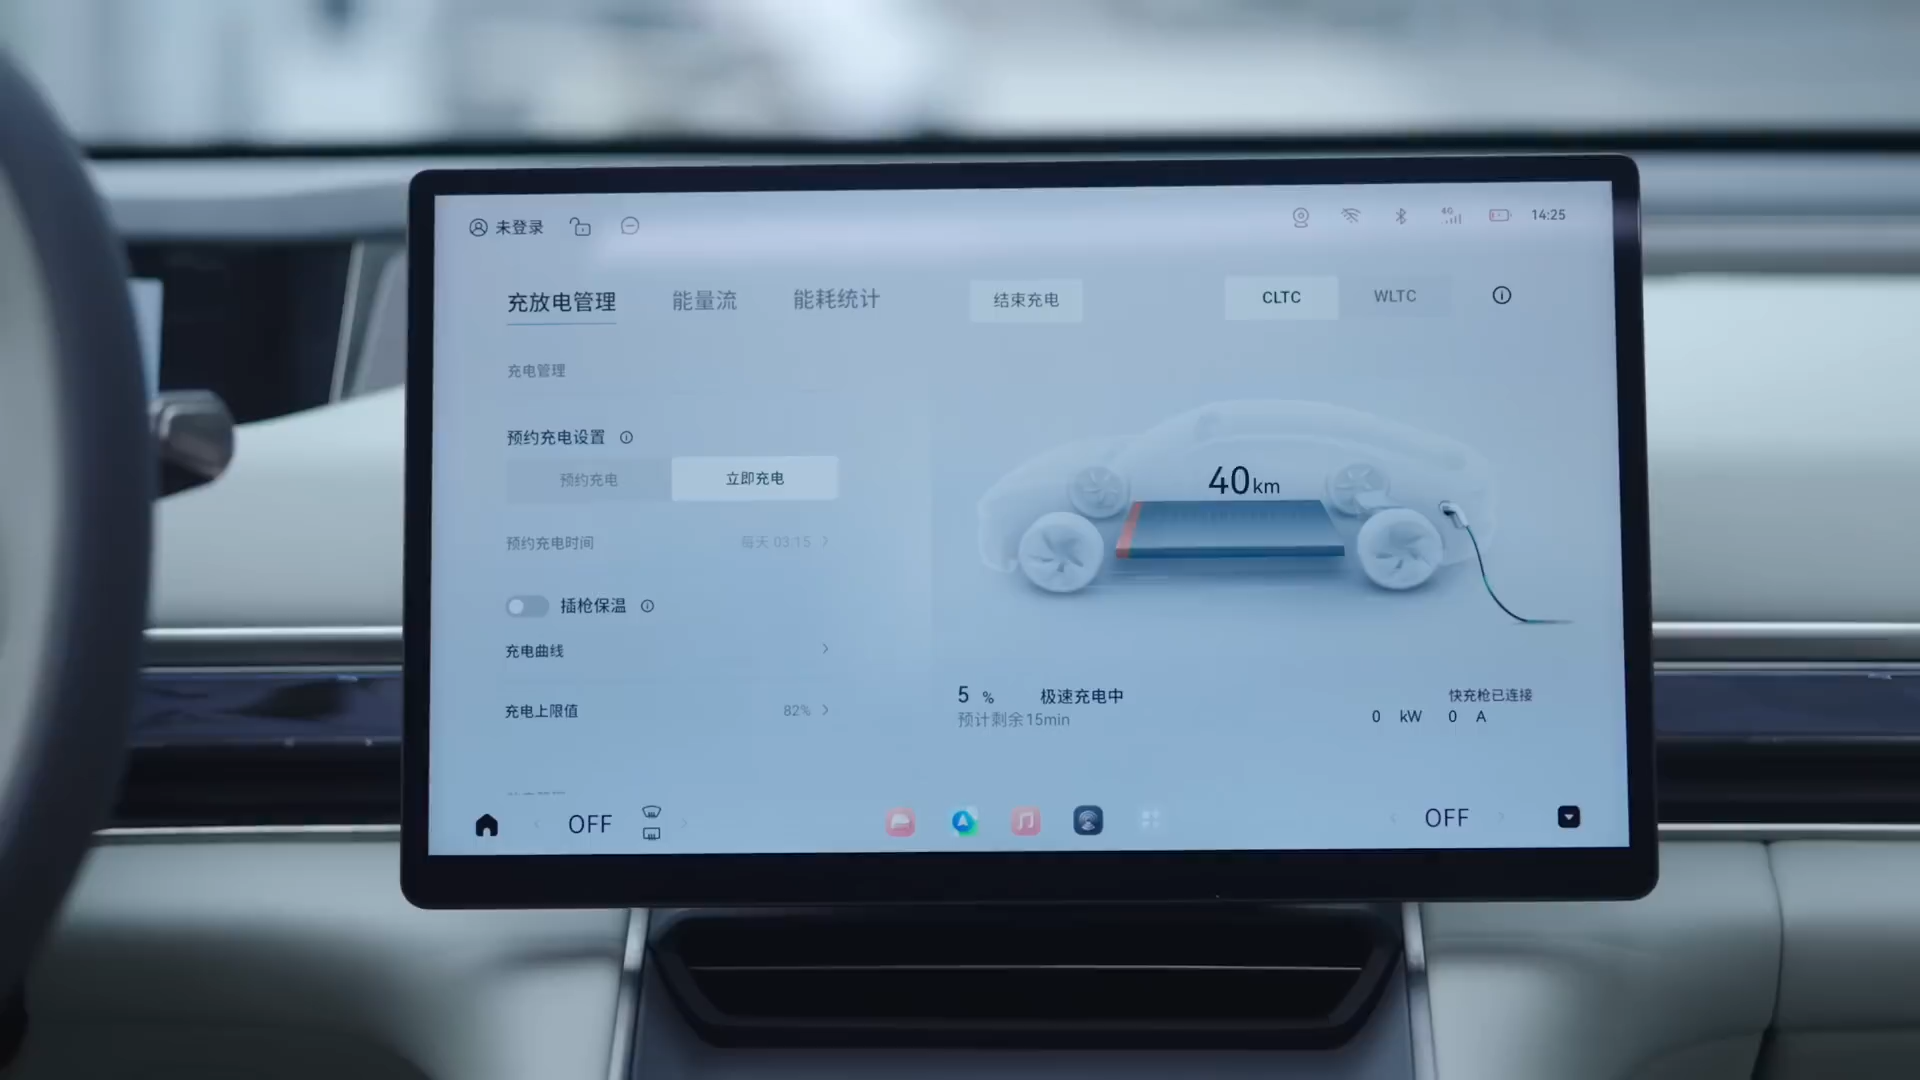 未登录
4G
14:25
充放电管理
能量流
能耗统计
结束充电
CLTC
WLTC
充电管理
预约充电设置
预约充电
立即充电
预约充电时间
每天 03:15
插枪保温
充电曲线
充电上限值
82%
40km
5 %
极速充电中
预计剩余15min
快充枪已连接
0 kW 0 A
OFF
OFF